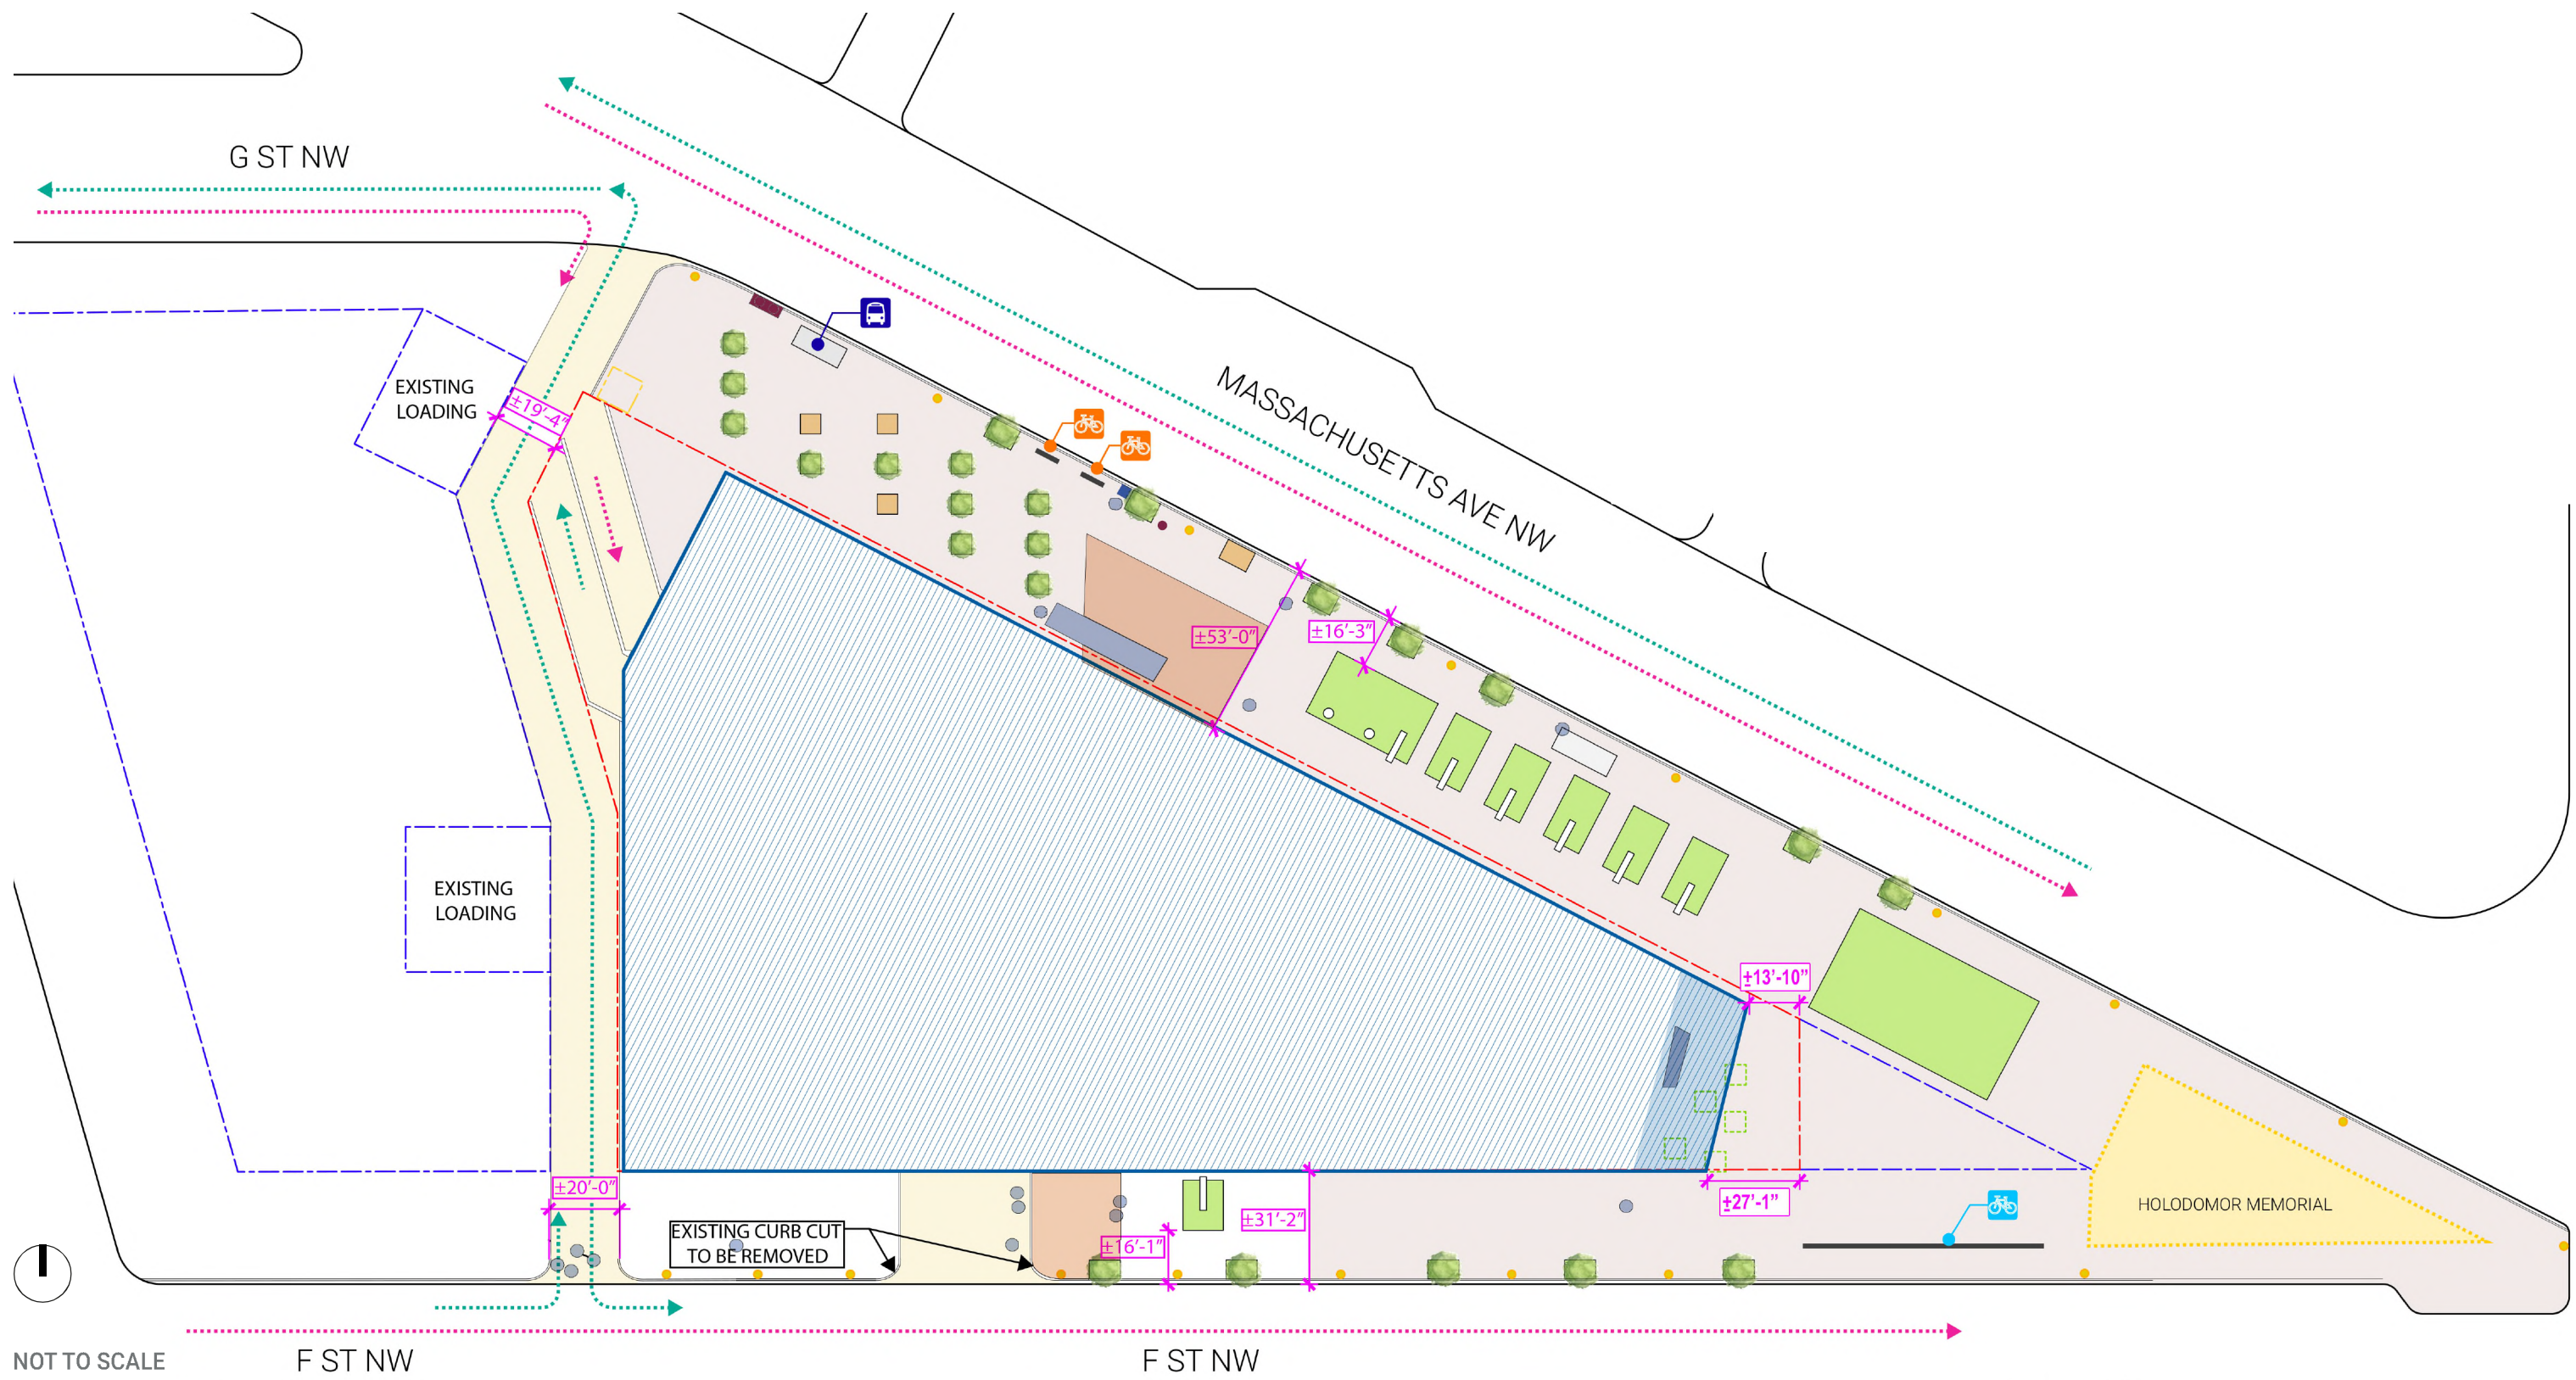 G ST NW
EXISTING
LOADING
±19'-4"
MASSACHUSETTS AVE NW
±53'-0"
±16'-3"
EXISTING
LOADING
±13'-10"
±20'-0"
EXISTING CURB CUT
TO BE REMOVED
±16'-1"
±31'-2"
±27'-1"
HOLODOMOR MEMORIAL
NOT TO SCALE
F ST NW
F ST NW